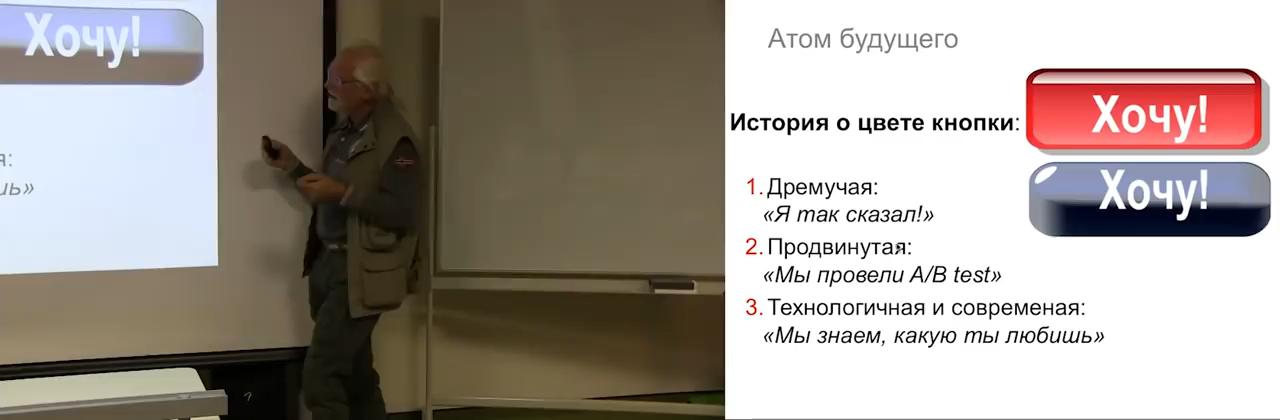 Хочу!
я:
шь»
Атом будущего
История о цвете кнопки:
Хочу!
Хочу!
1. Дремучая:
«Я так сказал!»
2. Продвинутая:
«Мы провели A/B test»
3. Технологичная и современая:
«Мы знаем, какую ты любишь»